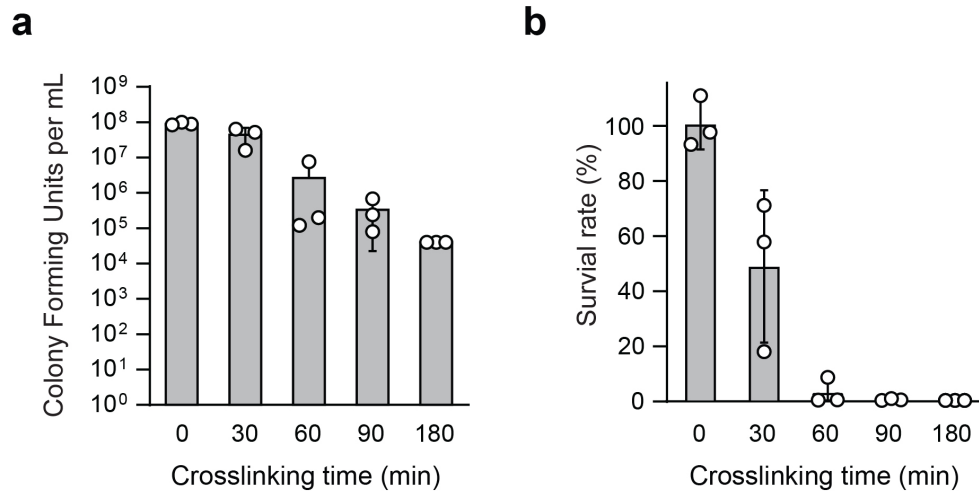 a
Colony Forming Units per mL
10⁹
10⁸
10⁷
10⁶
10⁵
10⁴
10³
10²
10¹
10⁰
0 30 60 90 180
Crosslinking time (min)
b
Survial rate (%)
100
80
60
40
20
0
0 30 60 90 180
Crosslinking time (min)